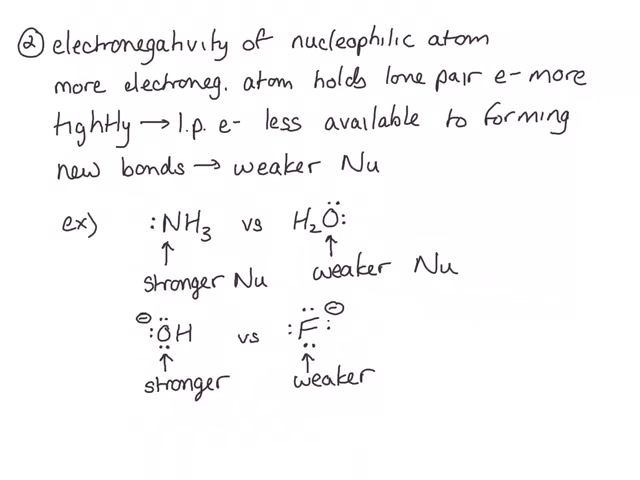 ② electronegativity of nucleophilic atom
more electroneg. atom holds lone pair e- more
tightly → l.p. e- less available to forming
new bonds → weaker Nu
ex) :NH₃ vs H₂Ö:
↑ ↑
stronger Nu weaker Nu
⊖ :ÖH vs :F: ⊖
↑ ↑
stronger weaker